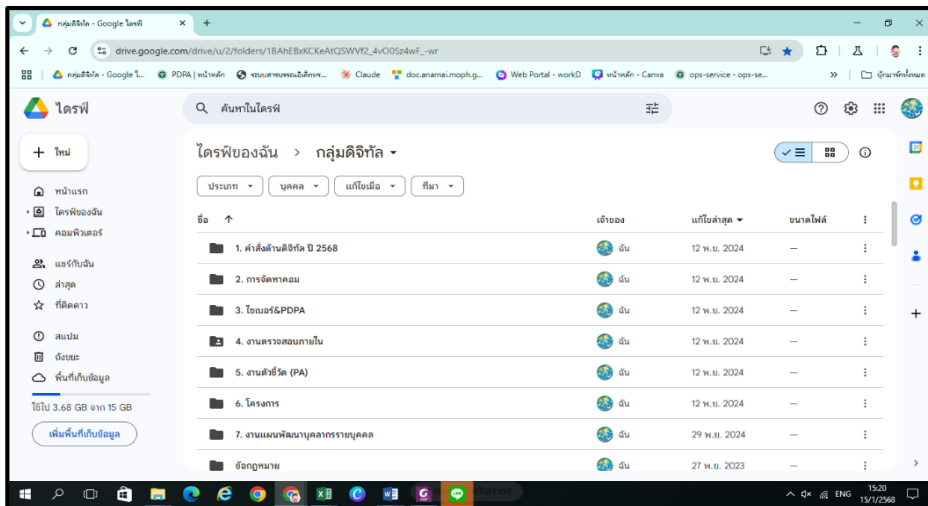 กลุ่มดิจิทัล - Google ไดรฟ์
drive.google.com/drive/u/2/folders/1BAhEBxKCKeAtQSWVf2_4vO0Sz4wF_-wr
กลุ่มดิจิทัล - Google ไ... PDPA | หน้าหลัก Claude doc.anamai.moph.g... Web Portal - workD หน้าหลัก - Canva ops-service - ops-se... » บุ๊กมาร์กทั้งหมด
ไดรฟ์
ค้นหาในไดรฟ์
ใหม่
หน้าแรก
ไดรฟ์ของฉัน
คอมพิวเตอร์
แชร์กับฉัน
ล่าสุด
ที่ติดดาว
สแปม
ถังขยะ
พื้นที่เก็บข้อมูล
ใช้ไป 3.68 GB จาก 15 GB
เพิ่มพื้นที่เก็บข้อมูล
ไดรฟ์ของฉัน > กลุ่มดิจิทัล
ประเภท บุคคล แก้ไขเมื่อ ที่มา
ชื่อ เจ้าของ แก้ไขล่าสุด ขนาดไฟล์
1. คำสั่งด้านดิจิทัล ปี 2568 ฉัน 12 พ.ย. 2024 —
2. การจัดหาคอม ฉัน 12 พ.ย. 2024 —
3. ไซเบอร์&PDPA ฉัน 12 พ.ย. 2024 —
4. งานตรวจสอบภายใน ฉัน 12 พ.ย. 2024 —
5. งานตัวชี้วัด (PA) ฉัน 12 พ.ย. 2024 —
6. โครงการ ฉัน 12 พ.ย. 2024 —
7. งานแผนพัฒนาบุคลากรรายบุคคล ฉัน 29 พ.ย. 2024 —
ข้อกฎหมาย ฉัน 27 พ.ย. 2023 —
ENG
15:20
15/1/2568